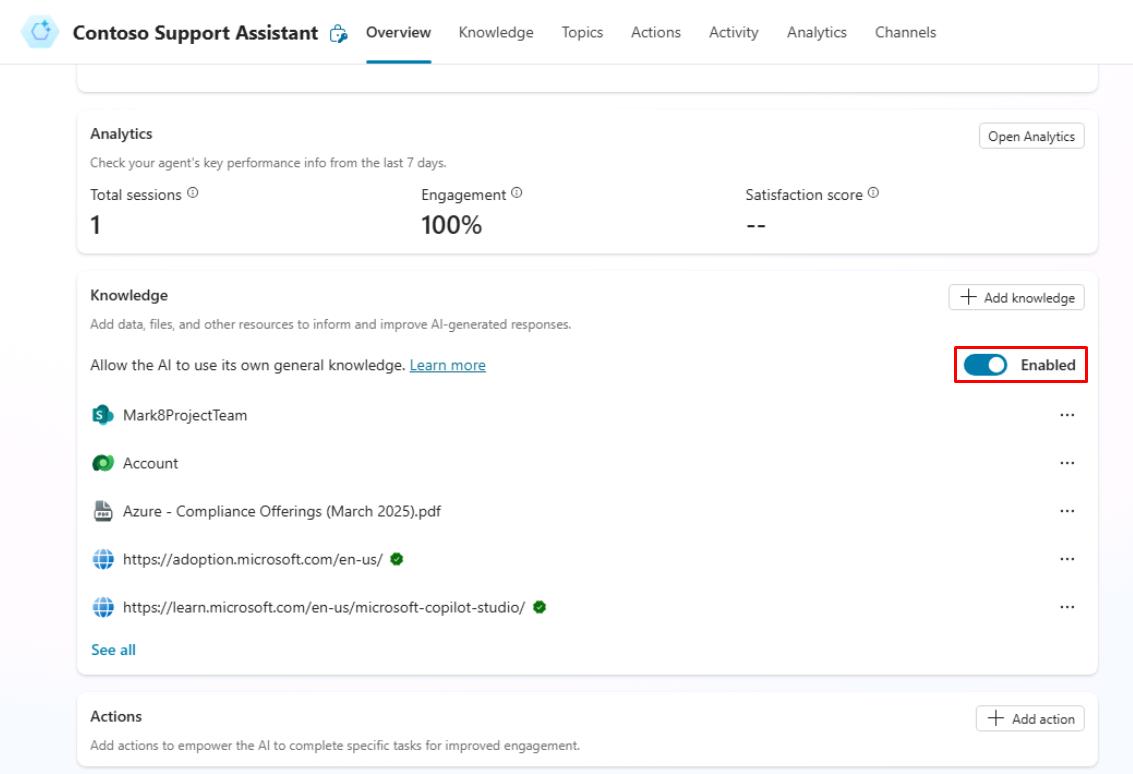 Contoso Support Assistant Overview Knowledge Topics Actions Activity Analytics Channels
Analytics
Open Analytics
Check your agent's key performance info from the last 7 days.
Total sessions Engagement Satisfaction score
1 100% --
Knowledge
Add knowledge
Add data, files, and other resources to inform and improve AI-generated responses.
Allow the AI to use its own general knowledge. Learn more Enabled
Mark8ProjectTeam
Account
Azure - Compliance Offerings (March 2025).pdf
https://adoption.microsoft.com/en-us/
https://learn.microsoft.com/en-us/microsoft-copilot-studio/
See all
Actions
Add action
Add actions to empower the AI to complete specific tasks for improved engagement.